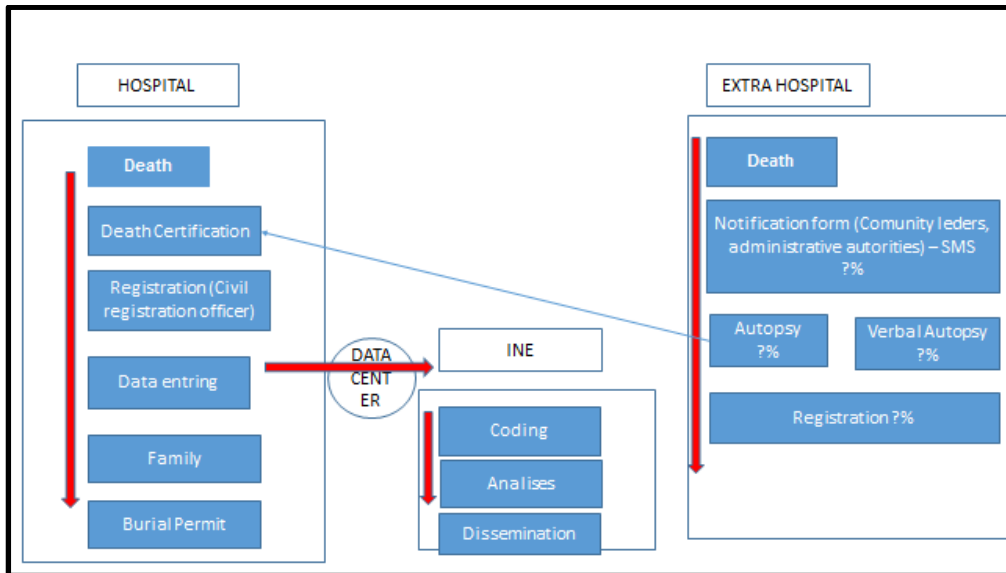 HOSPITAL
Death
Death Certification
Registration (Civil
registration officer)
Data entring
Family
Burial Permit
DATA
CENT
ER
INE
Coding
Analises
Dissemination
EXTRA HOSPITAL
Death
Notification form (Comunity leders,
administrative autorities) – SMS
?%
Autopsy
?%
Verbal Autopsy
?%
Registration ?%